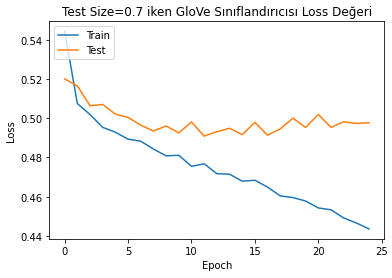 Test Size=0.7 iken GloVe Sınıflandırıcısı Loss Değeri
Train
Test
Loss
0.54
0.52
0.50
0.48
0.46
0.44
0
5
10
15
20
25
Epoch